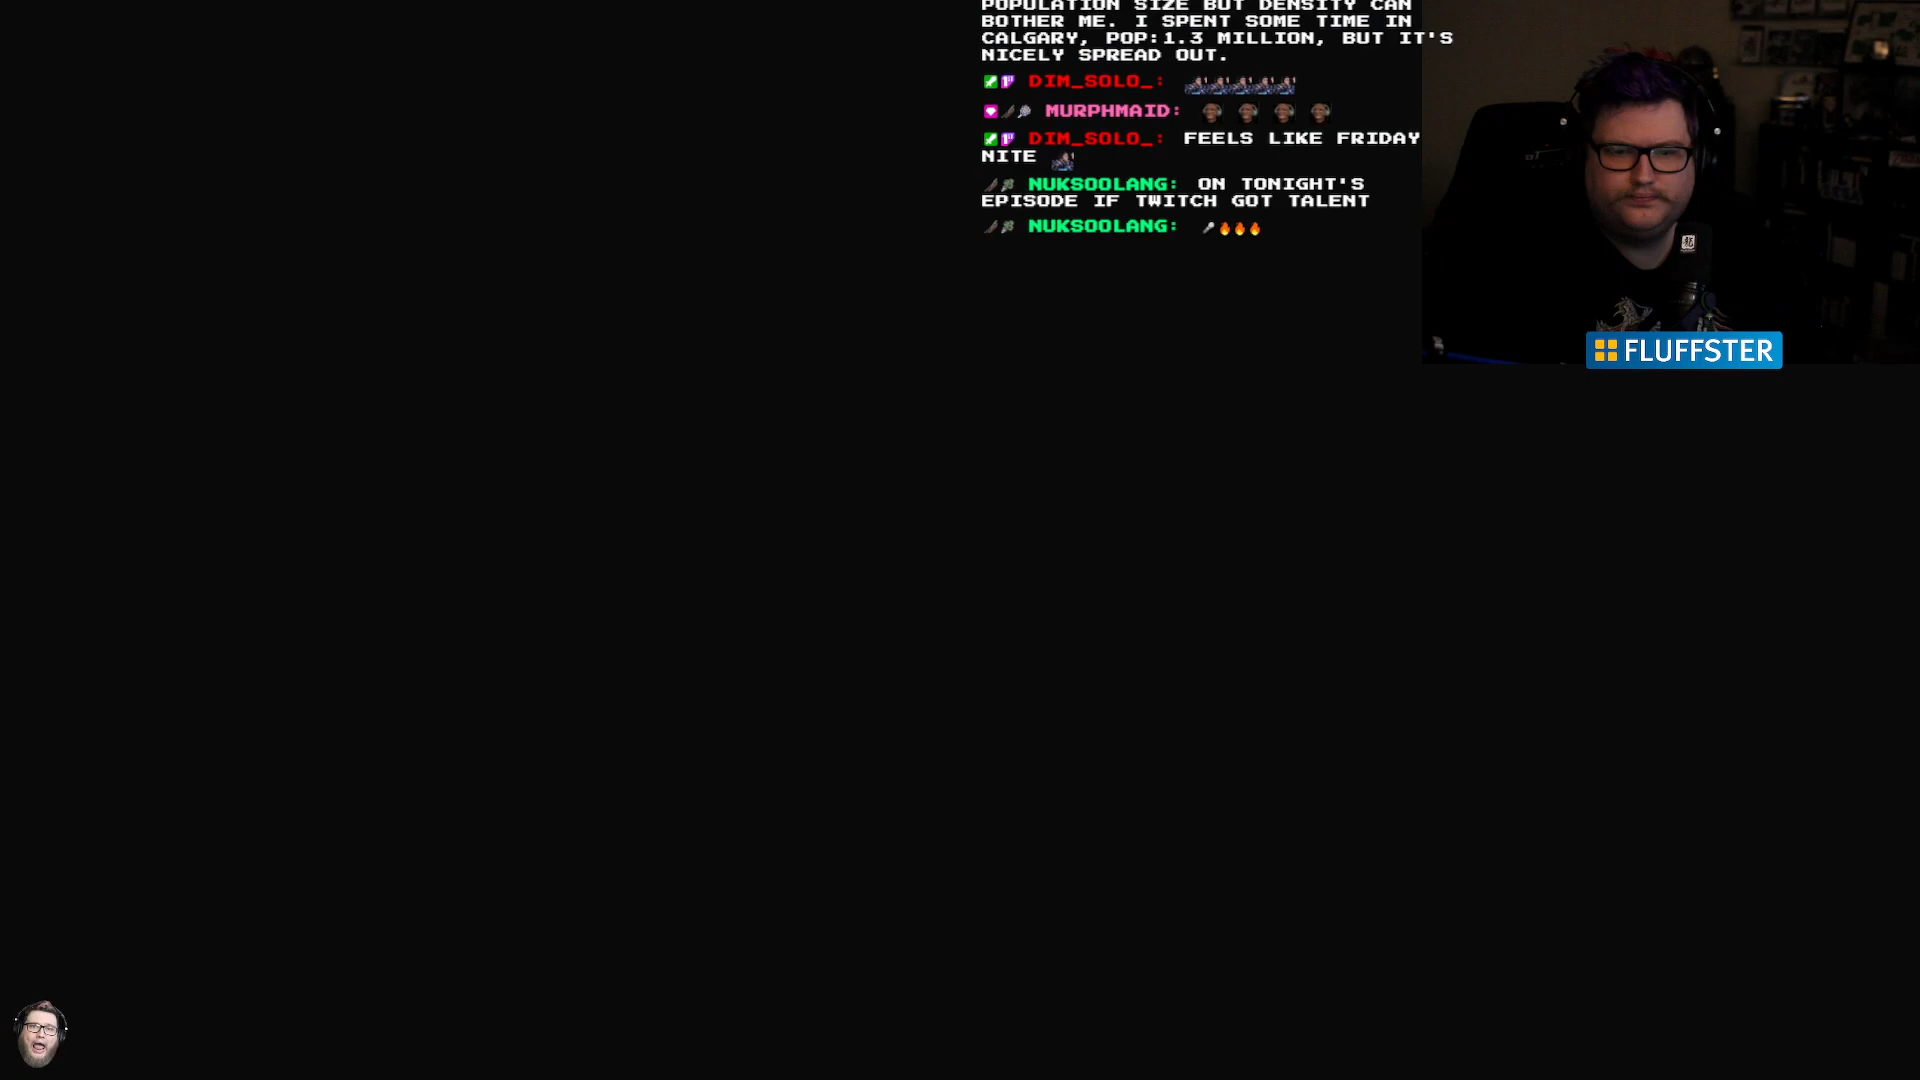 POPULATION SIZE BUT DENSITY CAN
BOTHER ME. I SPENT SOME TIME IN
CALGARY, POP:1.3 MILLION, BUT IT'S
NICELY SPREAD OUT.
DIM_SOLO_:
MURPHMAID:
DIM_SOLO_: FEELS LIKE FRIDAY
NITE
NUKSOOLANG: ON TONIGHT'S
EPISODE IF TWITCH GOT TALENT
NUKSOOLANG: 🎤🔥🔥🔥
FLUFFSTER